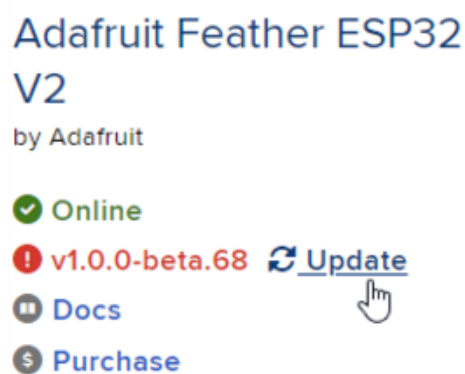 Adafruit Feather ESP32
V2
by Adafruit
Online
v1.0.0-beta.68 Update
Docs
Purchase